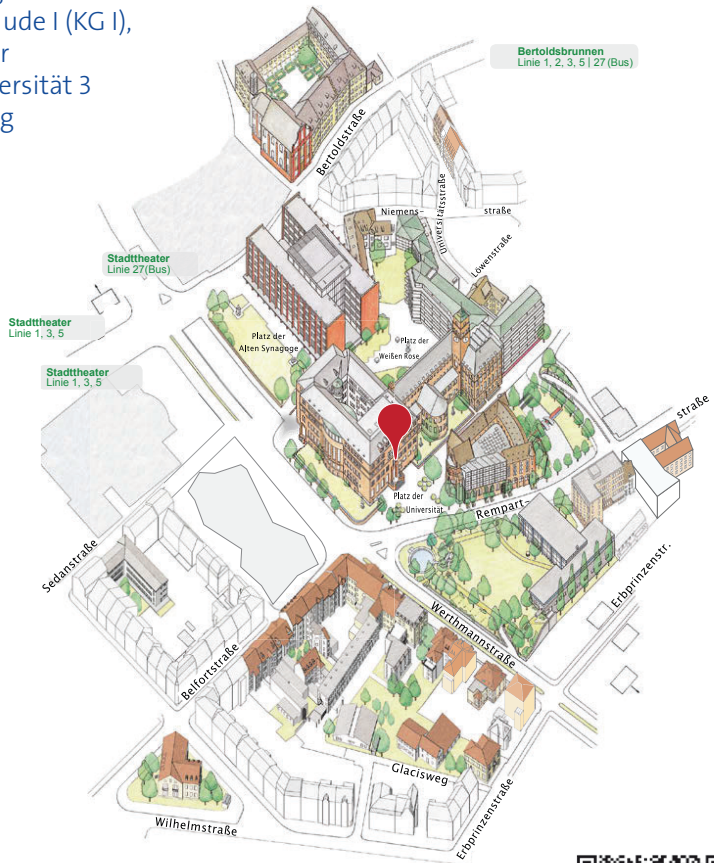 ude I (KG I),
r
ersität 3
g
Bertoldsbrunnen
Linie 1, 2, 3, 5 | 27 (Bus)
Bertoldstraße
Niemens-
straße
Universitätsstraße
Löwenstraße
Stadttheater
Linie 27(Bus)
Stadttheater
Linie 1, 3, 5
Stadttheater
Linie 1, 3, 5
Platz der
Alten Synagoge
Platz der
Weißen Rose
Platz der
Universität
Rempart-
straße
Sedanstraße
Erbprinzenstr.
Werthmannstraße
Belfortstraße
Glacisweg
Wilhelmstraße
Erbprinzenstraße